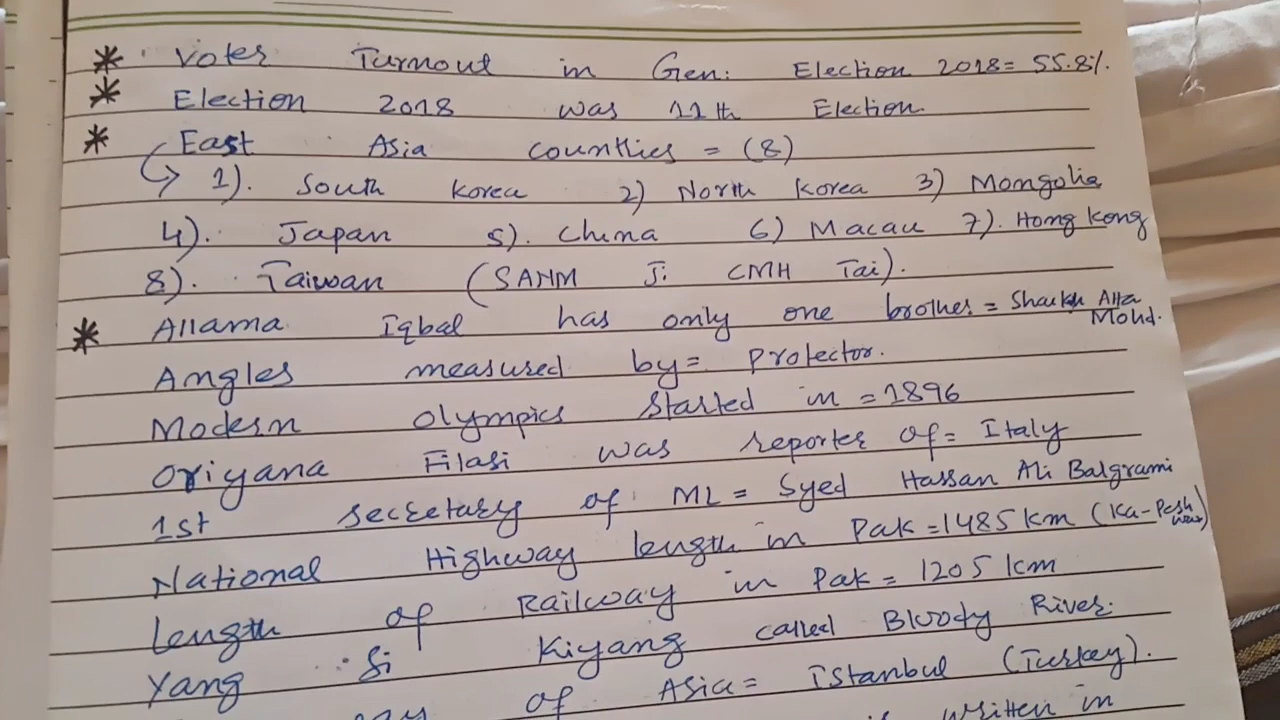 * Voter Turnout in Gen: Election 2018 = 55.8%.
* Election 2018 was 11th Election.
* East Asia countries = (8)
1). South Korea 2) North Korea 3) Mongolia
4). Japan 5). China 6) Macau 7). Hong Kong
8). Taiwan (SANM Ji CMH Tai).
* Allama Iqbal has only one brother = Shaikh Atta Mohd.
Angles measured by = Protector.
Modern Olympics started in = 1896
Oriyana Filasi was reporter of = Italy
1st secretary of ML = Syed Hassan Ali Balgrami
National Highway length in Pak = 1485 km (Ka-Peshwar)
Length of Railway in Pak = 1205 km
Yang Si Kiyang called Bloody River.
of Asia = Istanbul (Turkey).
written in